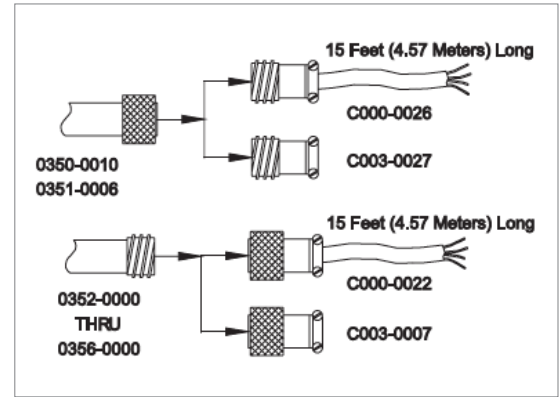 15 Feet (4.57 Meters) Long
C000-0026
C003-0027
0350-0010
0351-0006
15 Feet (4.57 Meters) Long
C000-0022
C003-0007
0352-0000
THRU
0356-0000